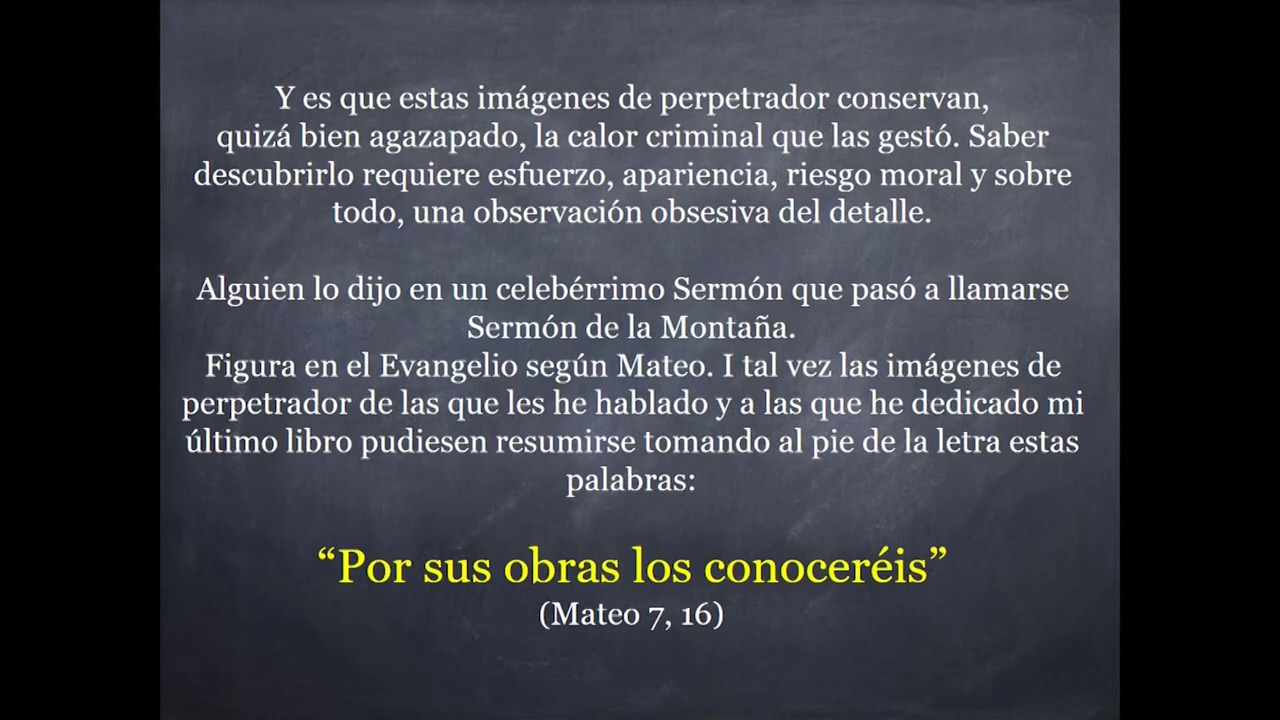 Y es que estas imágenes de perpetrador conservan,
quizá bien agazapado, la calor criminal que las gestó. Saber
descubrirlo requiere esfuerzo, apariencia, riesgo moral y sobre
todo, una observación obsesiva del detalle.
Alguien lo dijo en un celebérrimo Sermón que pasó a llamarse
Sermón de la Montaña.
Figura en el Evangelio según Mateo. I tal vez las imágenes de
perpetrador de las que les he hablado y a las que he dedicado mi
último libro pudiesen resumirse tomando al pie de la letra estas
palabras:
“Por sus obras los conoceréis”
(Mateo 7, 16)